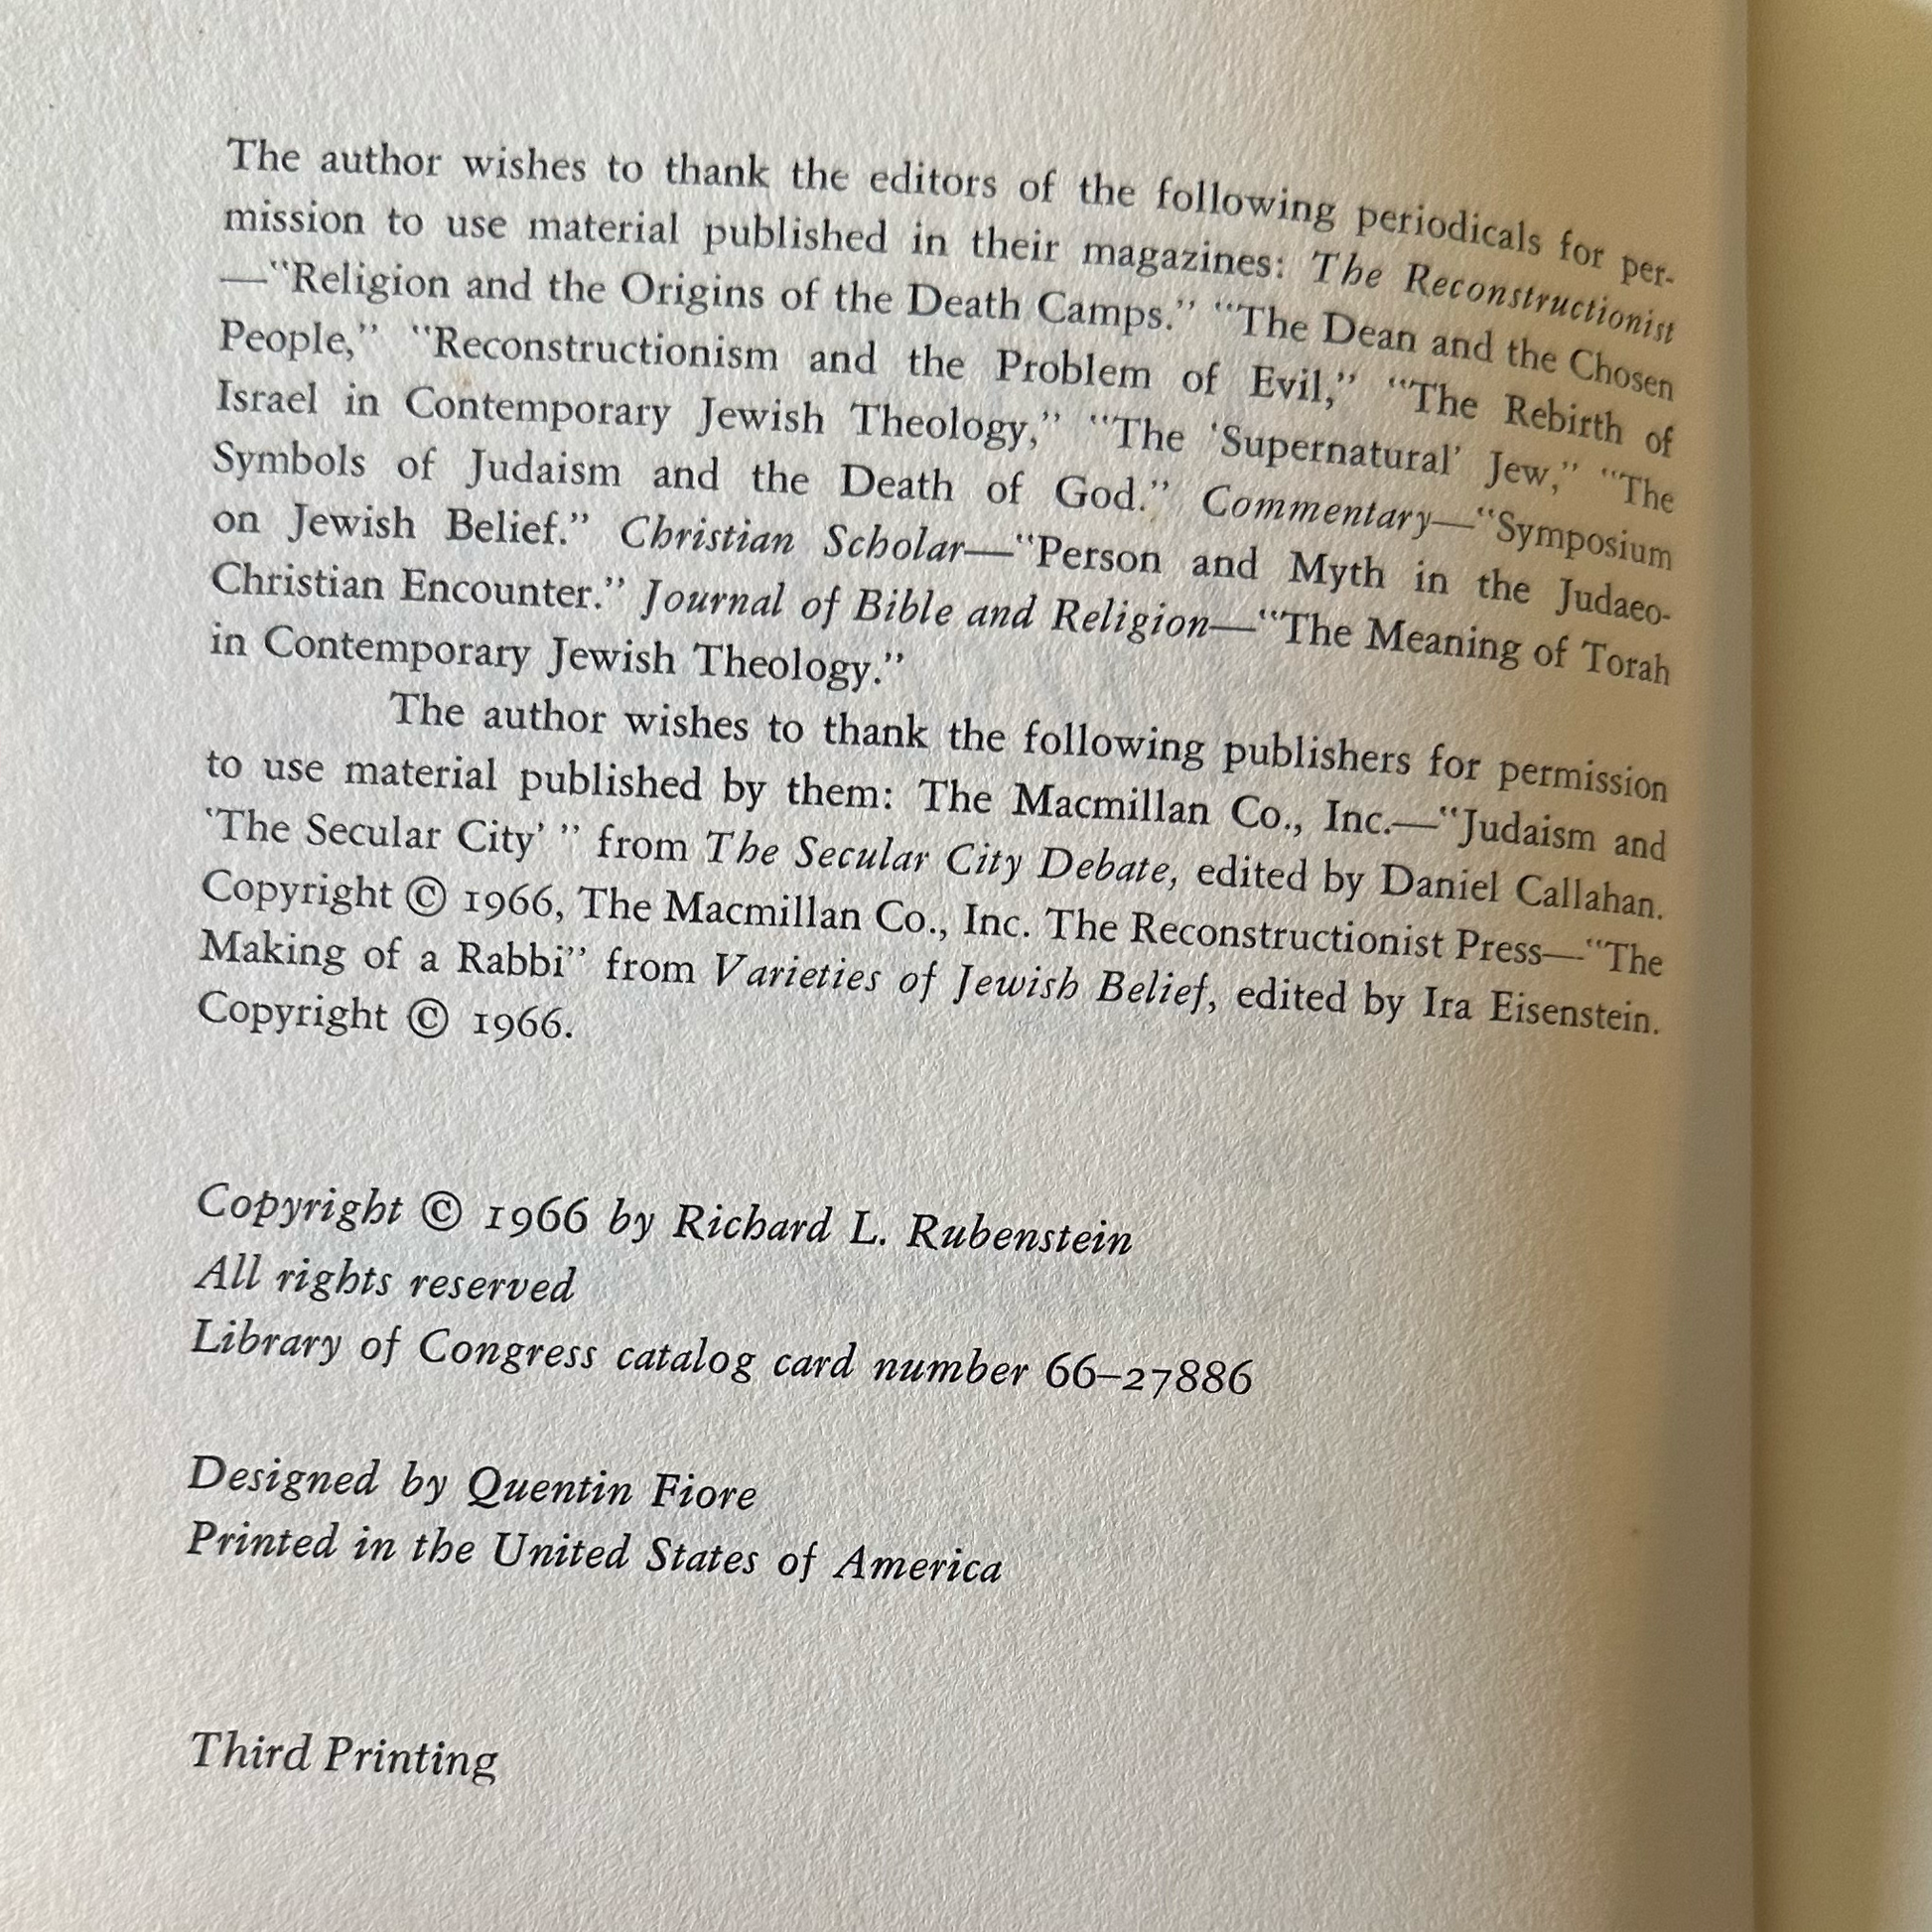 The author wishes to thank the editors of the following periodicals for per-
mission to use material published in their magazines: The Reconstructionist
—“Religion and the Origins of the Death Camps.” “The Dean and the Chosen
People,” “Reconstructionism and the Problem of Evil,” “The Rebirth of
Israel in Contemporary Jewish Theology,” “The ‘Supernatural’ Jew,” “The
Symbols of Judaism and the Death of God.” Commentary—“Symposium
on Jewish Belief.” Christian Scholar—“Person and Myth in the Judaeo-
Christian Encounter.” Journal of Bible and Religion—“The Meaning of Torah
in Contemporary Jewish Theology.”
The author wishes to thank the following publishers for permission
to use material published by them: The Macmillan Co., Inc.—“Judaism and
‘The Secular City’ ” from The Secular City Debate, edited by Daniel Callahan.
Copyright © 1966, The Macmillan Co., Inc. The Reconstructionist Press—“The
Making of a Rabbi” from Varieties of Jewish Belief, edited by Ira Eisenstein.
Copyright © 1966.
Copyright © 1966 by Richard L. Rubenstein
All rights reserved
Library of Congress catalog card number 66–27886
Designed by Quentin Fiore
Printed in the United States of America
Third Printing